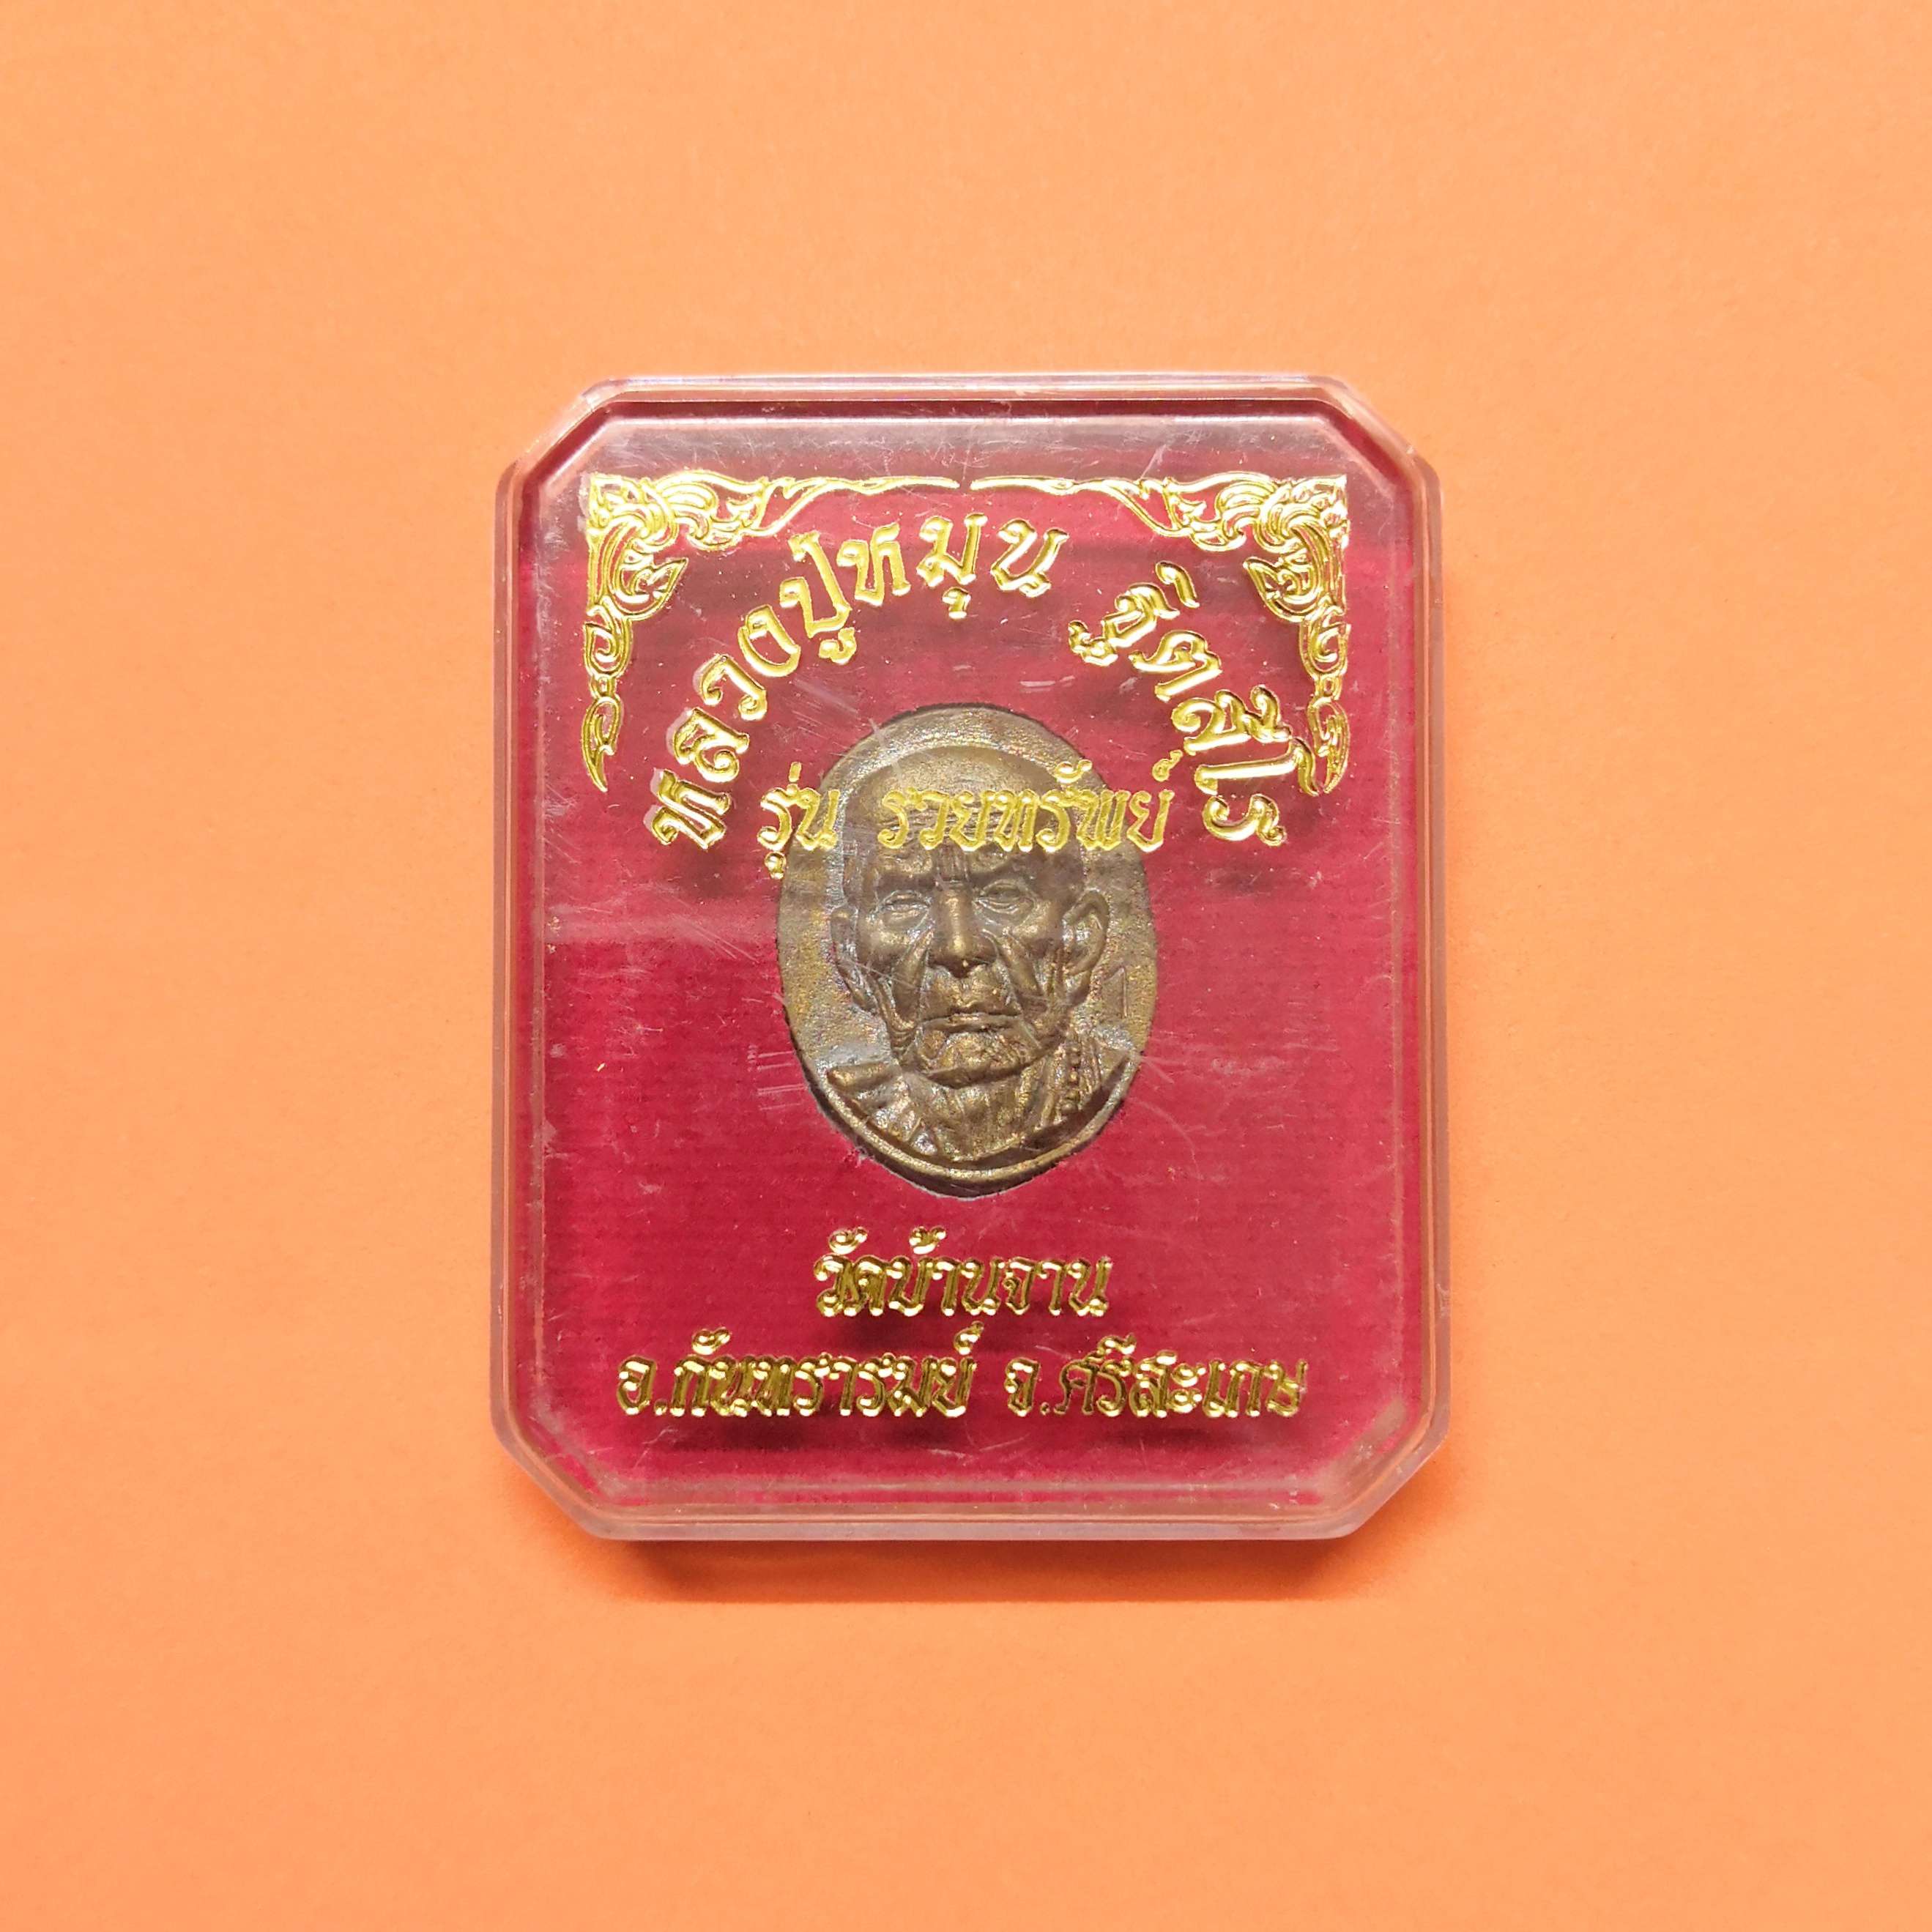 หลวงปู่หมุน ฐิตสีโล
รุ่น รวยทรัพย์
วัดบ้านจาน
อ.กันทรารมย์ จ.ศรีสะเกษ